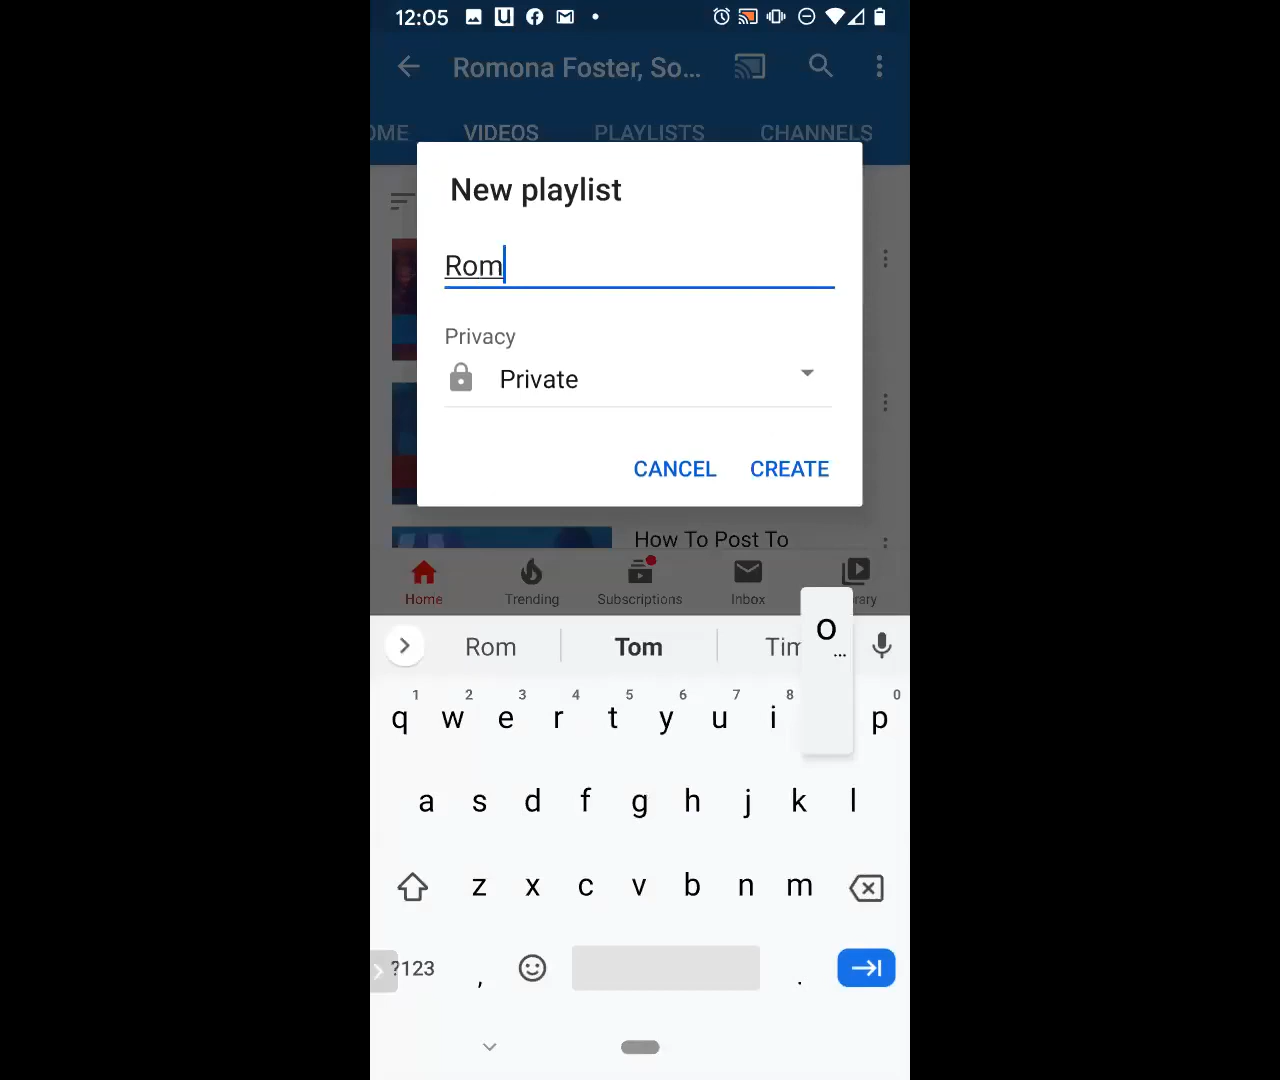 12:05
Romona Foster, So...
OME VIDEOS PLAYLISTS CHANNELS
New playlist
Rom
Privacy
Private
CANCEL CREATE
How To Post To
Home Trending Subscriptions Inbox rary
Rom Tom Tim
o
...
1 2 3 4 5 6 7 8 0
q w e r t y u i p
a s d f g h j k l
z x c v b n m
?123 , .